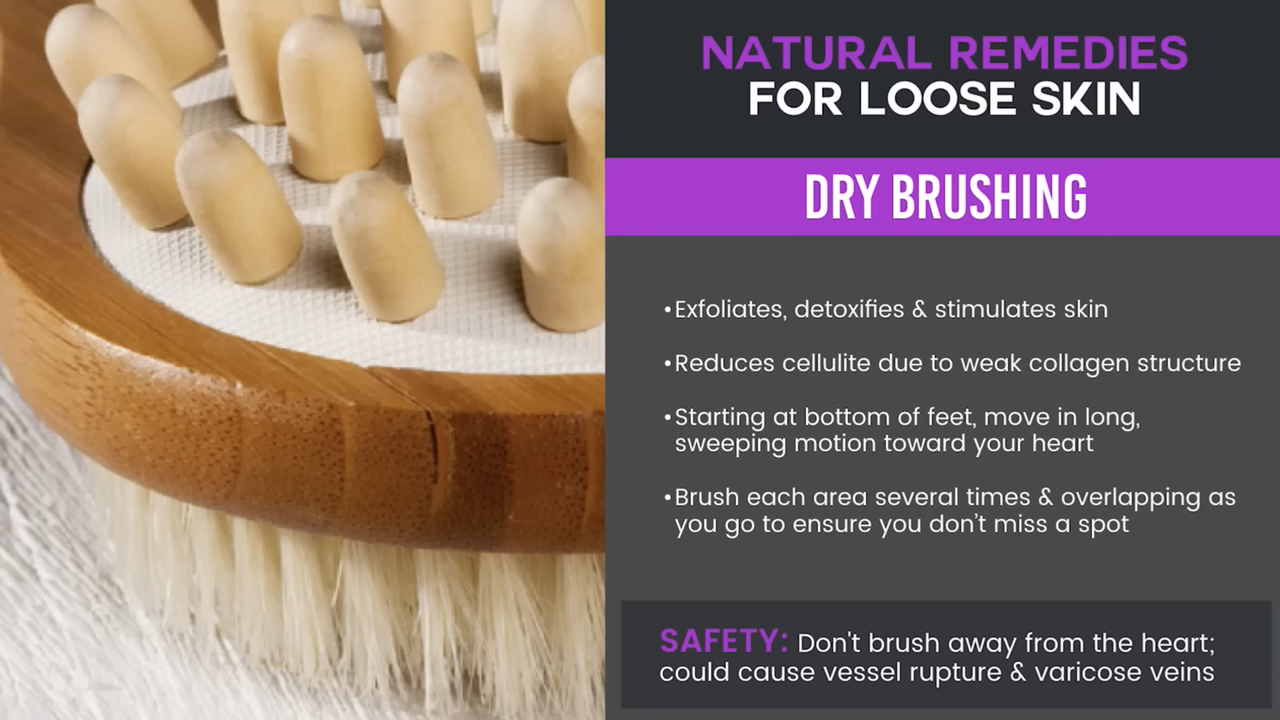 NATURAL REMEDIES
FOR LOOSE SKIN
DRY BRUSHING
•Exfoliates, detoxifies & stimulates skin
•Reduces cellulite due to weak collagen structure
•Starting at bottom of feet, move in long,
sweeping motion toward your heart
•Brush each area several times & overlapping as
you go to ensure you don’t miss a spot
SAFETY: Don't brush away from the heart;
could cause vessel rupture & varicose veins